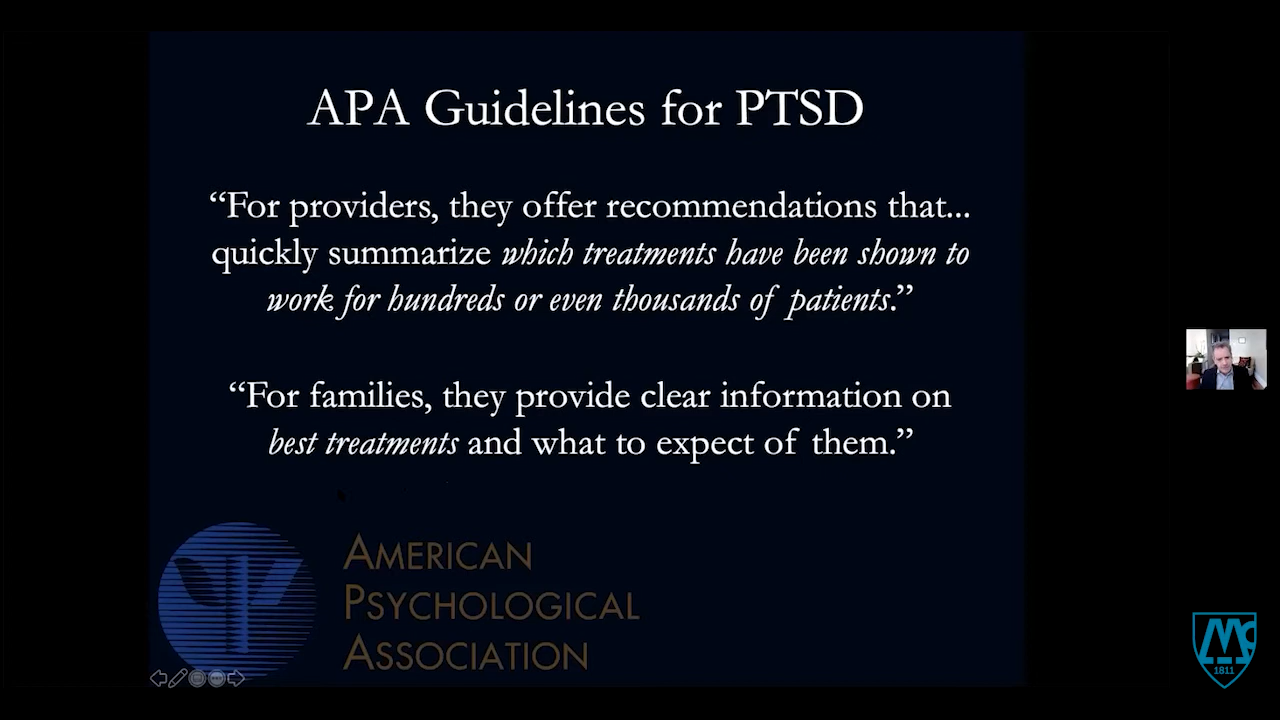 APA Guidelines for PTSD
“For providers, they offer recommendations that...
quickly summarize which treatments have been shown to
work for hundreds or even thousands of patients.”
“For families, they provide clear information on
best treatments and what to expect of them.”
AMERICAN
PSYCHOLOGICAL
ASSOCIATION
1811